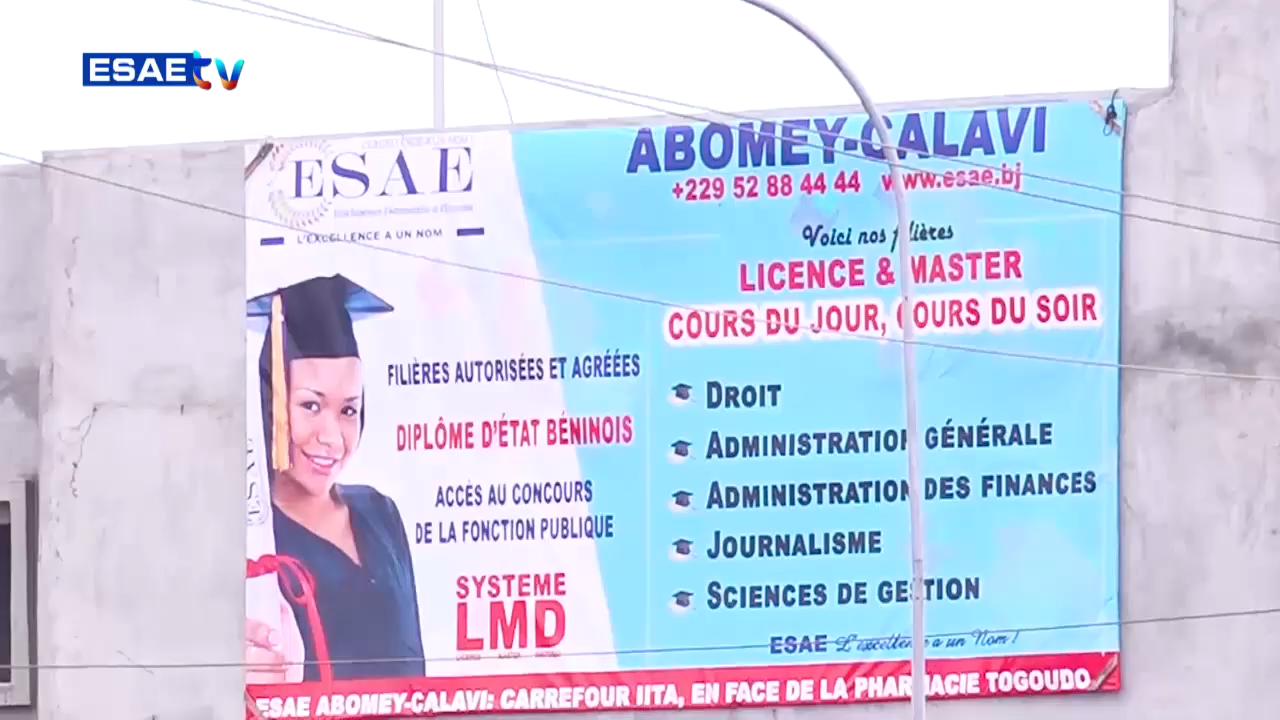 ESAE tv
ESAE
L'EXCELLENCE A UN NOM
FILIÈRES AUTORISÉES ET AGRÉÉES
DIPLÔME D'ÉTAT BÉNINOIS
ACCÈS AU CONCOURS
DE LA FONCTION PUBLIQUE
SYSTEME
LMD
ABOMEY-CALAVI
+229 52 88 44 44 www.esae.bj
Voici nos filières
LICENCE & MASTER
COURS DU JOUR, COURS DU SOIR
DROIT
ADMINISTRATION GÉNÉRALE
ADMINISTRATION DES FINANCES
JOURNALISME
SCIENCES DE GESTION
ESAE L'excellence a un Nom !
ESAE ABOMEY-CALAVI: CARREFOUR IITA, EN FACE DE LA PHARMACIE TOGOUDO